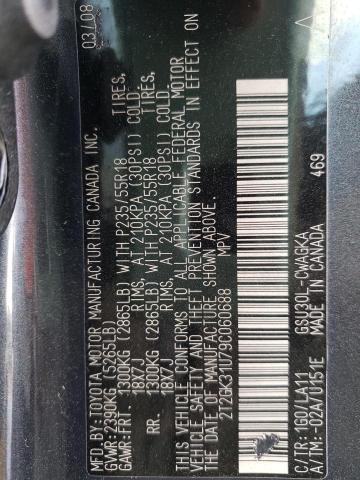 MFD.BY:TOYOTA MOTOR MANUFACTURING CANADA INC. 03/08
GVWR:2390KG (5265LB)
GAWR:FRT. 1300KG (2865LB) WITH P235/55R18 TIRES,
18X7J RIMS, AT 210KPA (30PSI) COLD.
RR. 1300KG (2865LB) WITH P235/55R18 TIRES,
18X7J RIMS, AT 210KPA (30PSI) COLD.
THIS VEHICLE CONFORMS TO ALL APPLICABLE FEDERAL MOTOR
VEHICLE SAFETY AND THEFT PREVENTION STANDARDS IN EFFECT ON
THE DATE OF MANUFACTURE SHOWN ABOVE.
2T2GK31U79C060688 MPV
C/TR:1G0/LA11 GSU30L-CWAGKA
A/TM:-02A/U151E MADE IN CANADA 469